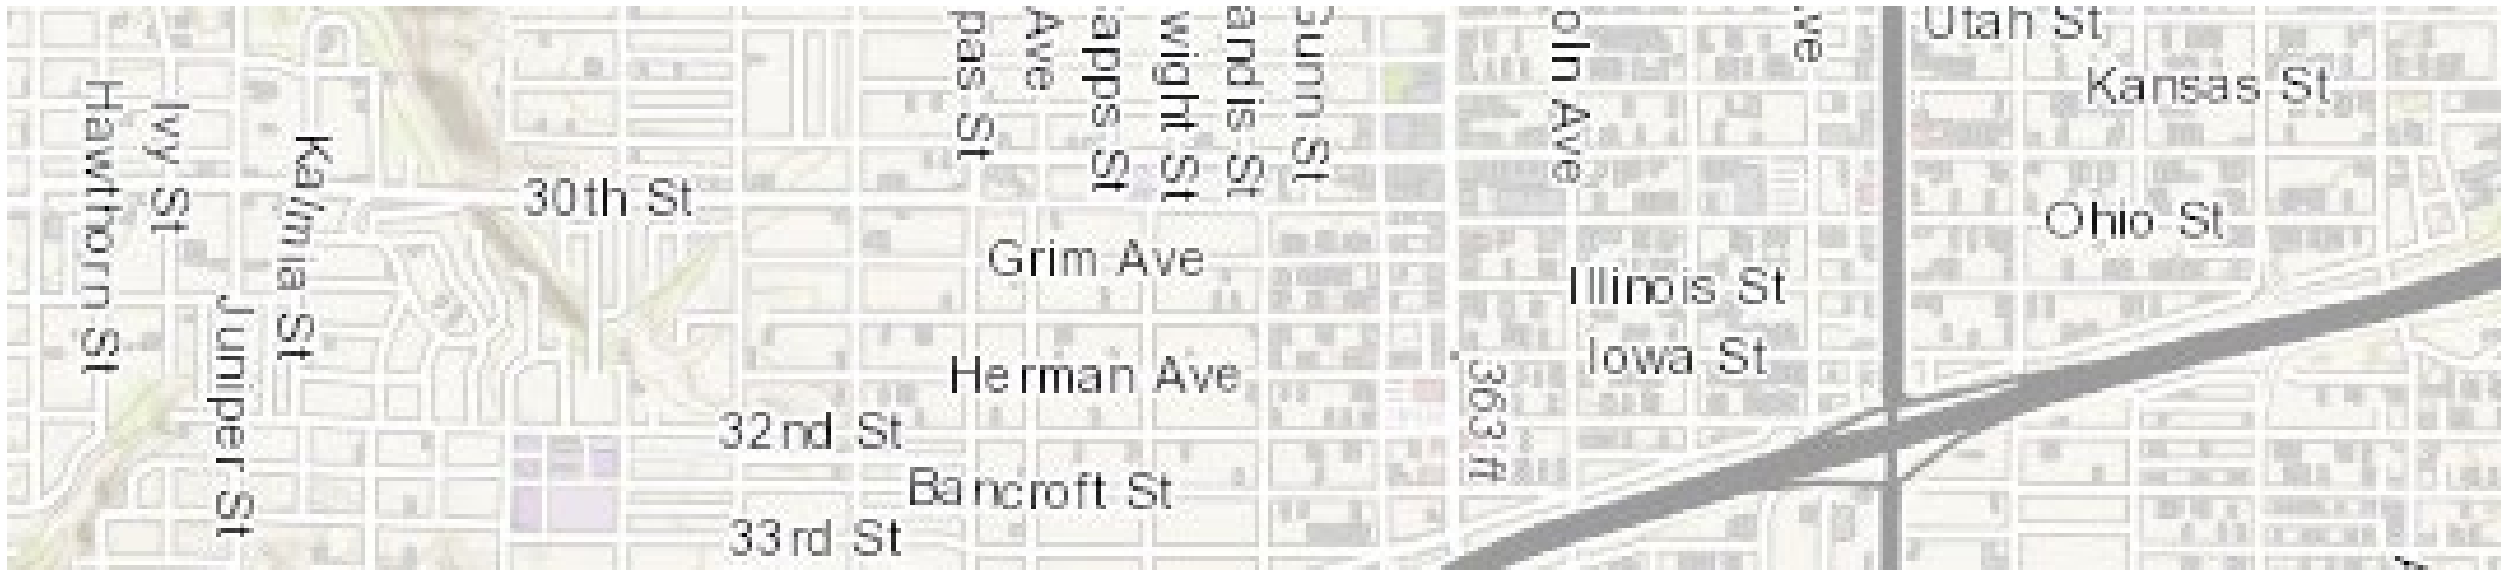 Utah St
Kansas St
Hawthorn St
Ivy St
Kalmia St
Juniper St
30th St
pas St
Ave
apps St
wight St
andis St
Gunn St
oln Ave
ve
Ohio St
Grim Ave
Illinois St
Iowa St
Herman Ave
363 ft
32nd St
Bancroft St
33rd St